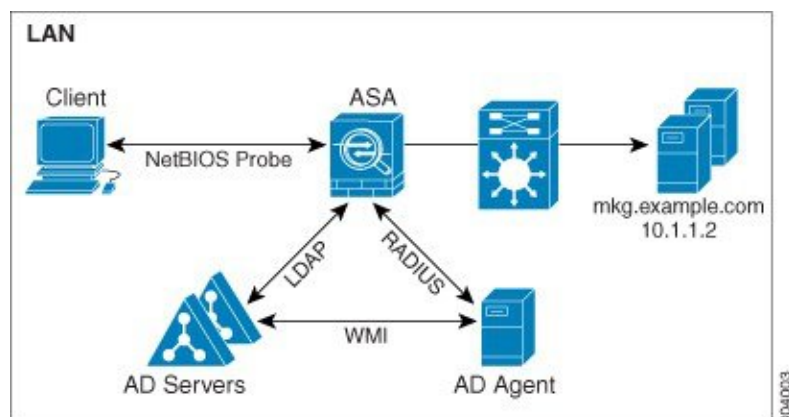 LAN
Client
ASA
NetBIOS Probe
mkg.example.com
10.1.1.2
LDAP
RADIUS
WMI
AD Servers
AD Agent